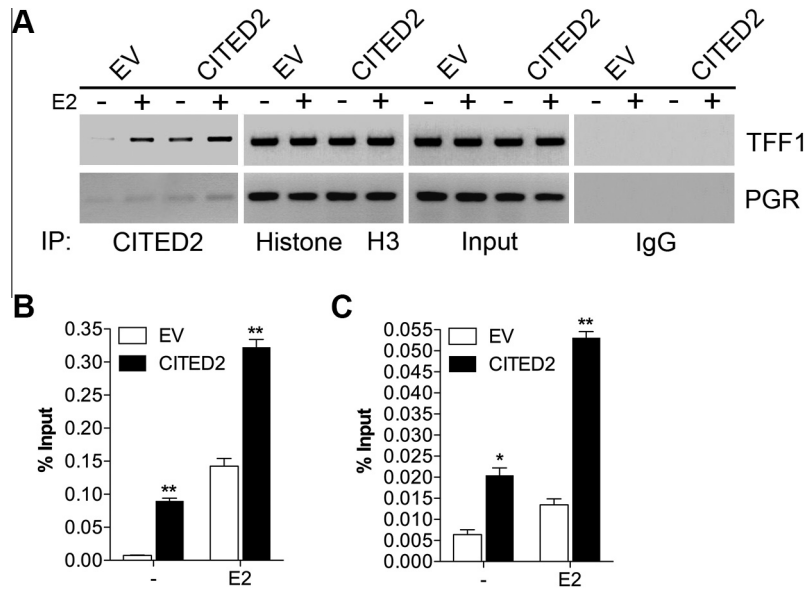 A
EV CITED2 EV CITED2 EV CITED2 EV CITED2
E2 - + - + - + - + - + - + - + - +
TFF1
PGR
IP: CITED2 Histone H3 Input IgG
B
EV
CITED2
% Input
0.35
0.30
0.25
0.20
0.15
0.10
0.05
0.00
**
**
- E2
C
EV
CITED2
% Input
0.055
0.050
0.045
0.040
0.035
0.030
0.025
0.020
0.015
0.010
0.005
0.000
*
**
- E2